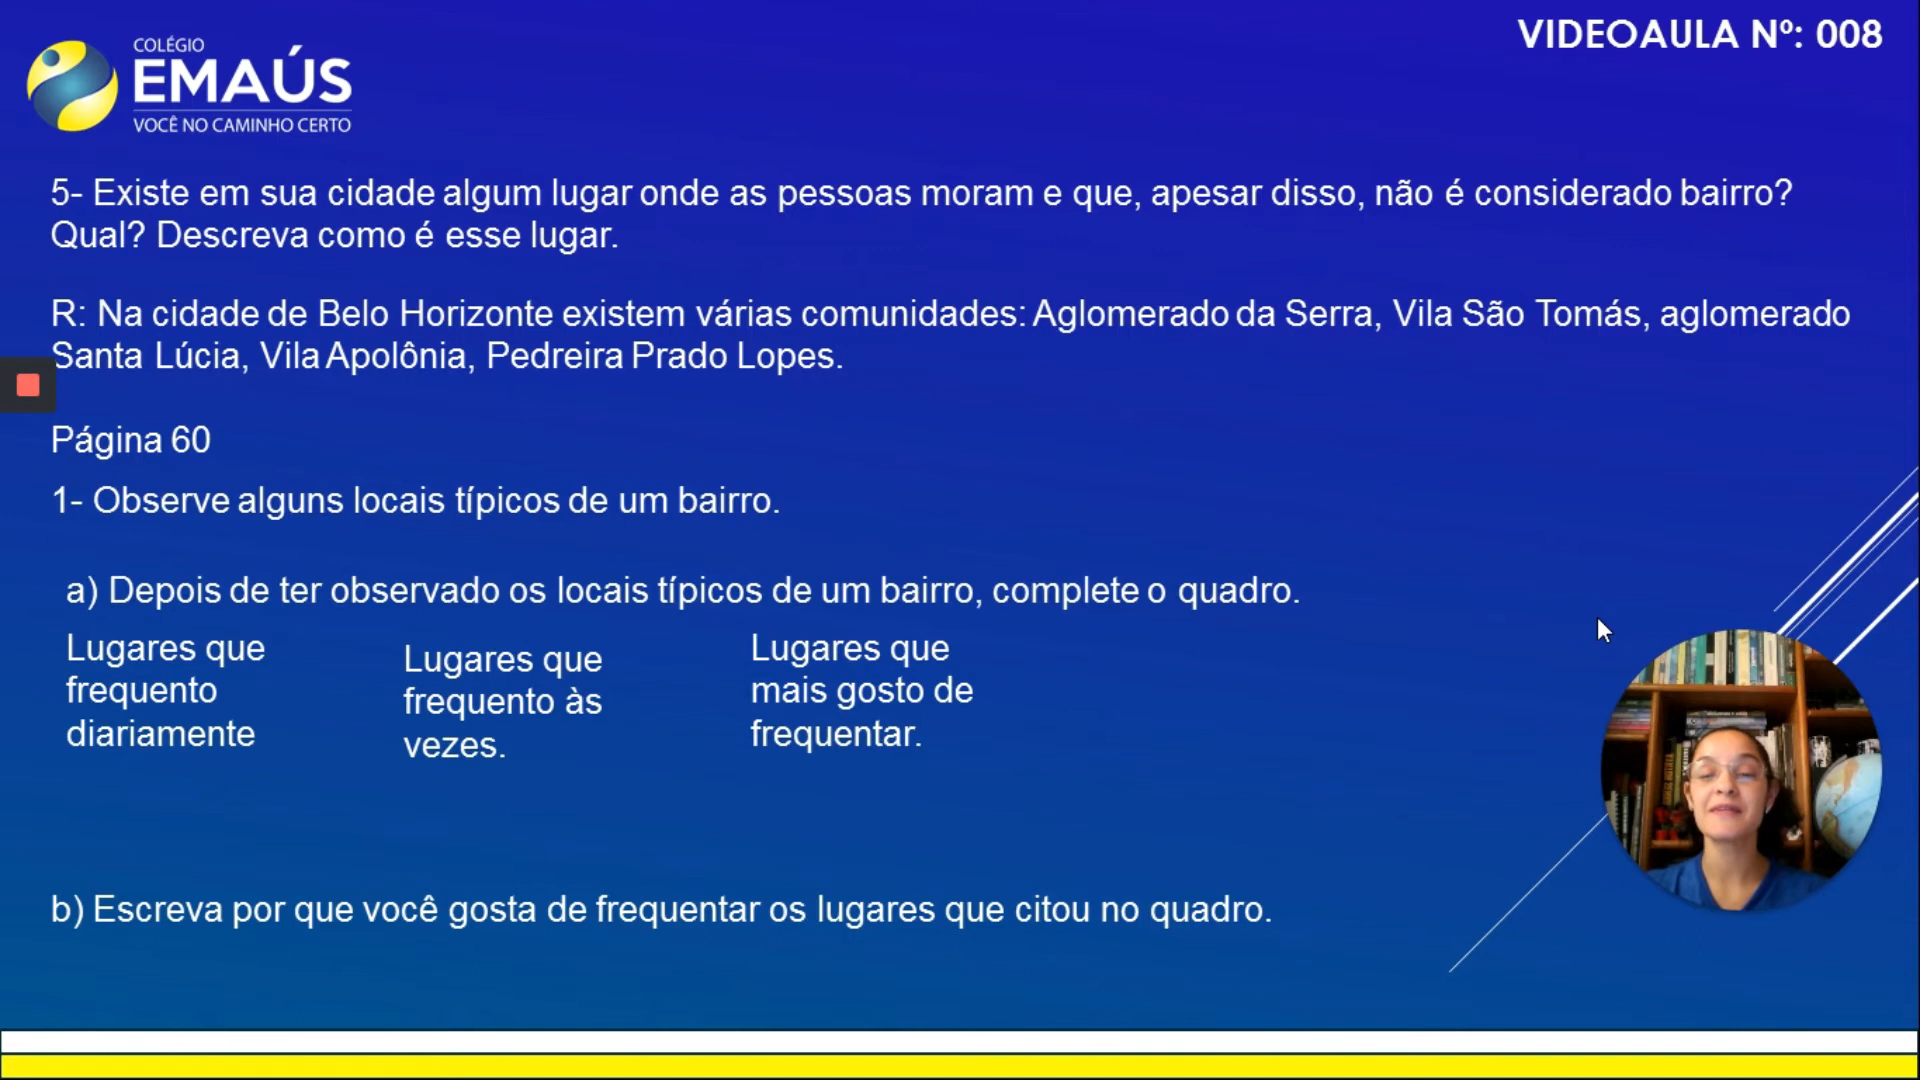 VIDEOAULA Nº: 008
COLÉGIO
EMAÚS
VOCÊ NO CAMINHO CERTO
5- Existe em sua cidade algum lugar onde as pessoas moram e que, apesar disso, não é considerado bairro?
Qual? Descreva como é esse lugar.
R: Na cidade de Belo Horizonte existem várias comunidades: Aglomerado da Serra, Vila São Tomás, aglomerado
Santa Lúcia, Vila Apolônia, Pedreira Prado Lopes.
Página 60
1- Observe alguns locais típicos de um bairro.
a) Depois de ter observado os locais típicos de um bairro, complete o quadro.
Lugares que
frequento
diariamente
Lugares que
frequento às
vezes.
Lugares que
mais gosto de
frequentar.
b) Escreva por que você gosta de frequentar os lugares que citou no quadro.